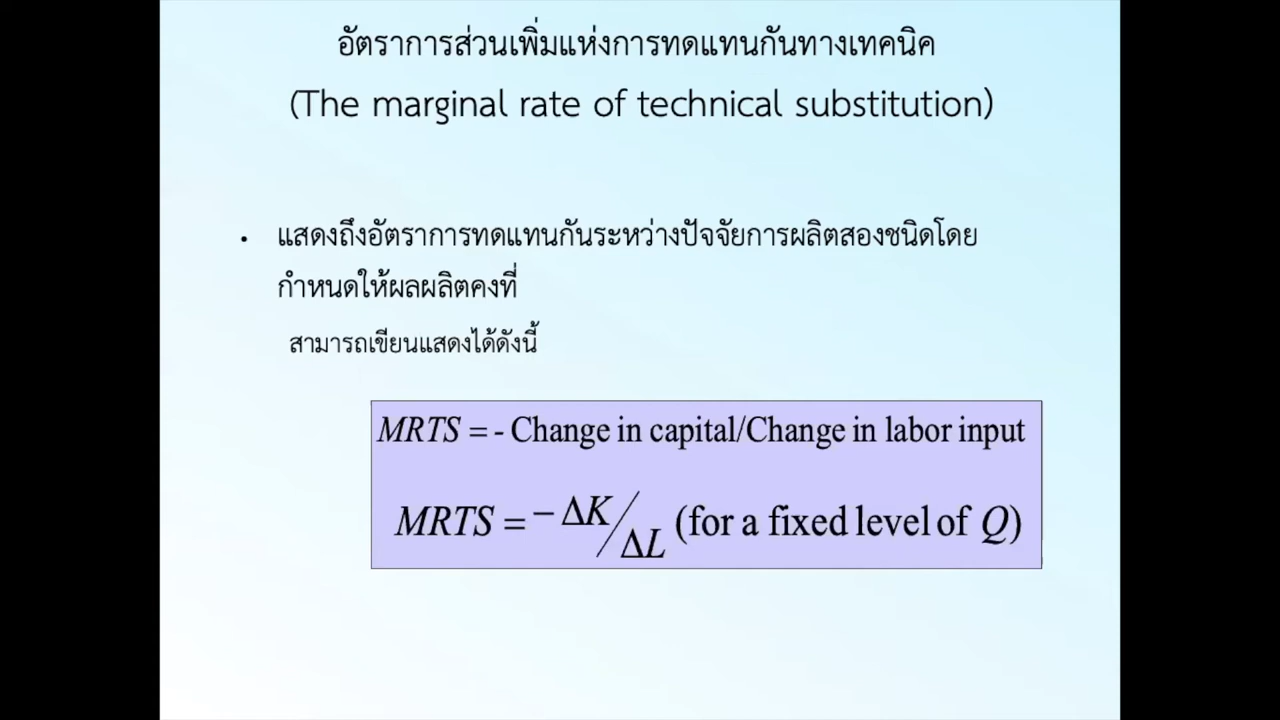 อัตราการส่วนเพิ่มแห่งการทดแทนกันทางเทคนิค
(The marginal rate of technical substitution)
• แสดงถึงอัตราการทดแทนกันระหว่างปัจจัยการผลิตสองชนิดโดย
กำหนดให้ผลผลิตคงที่
สามารถเขียนแสดงได้ดังนี้
MRTS = - Change in capital/Change in labor input
MRTS = − ΔK/ΔL (for a fixed level of Q)